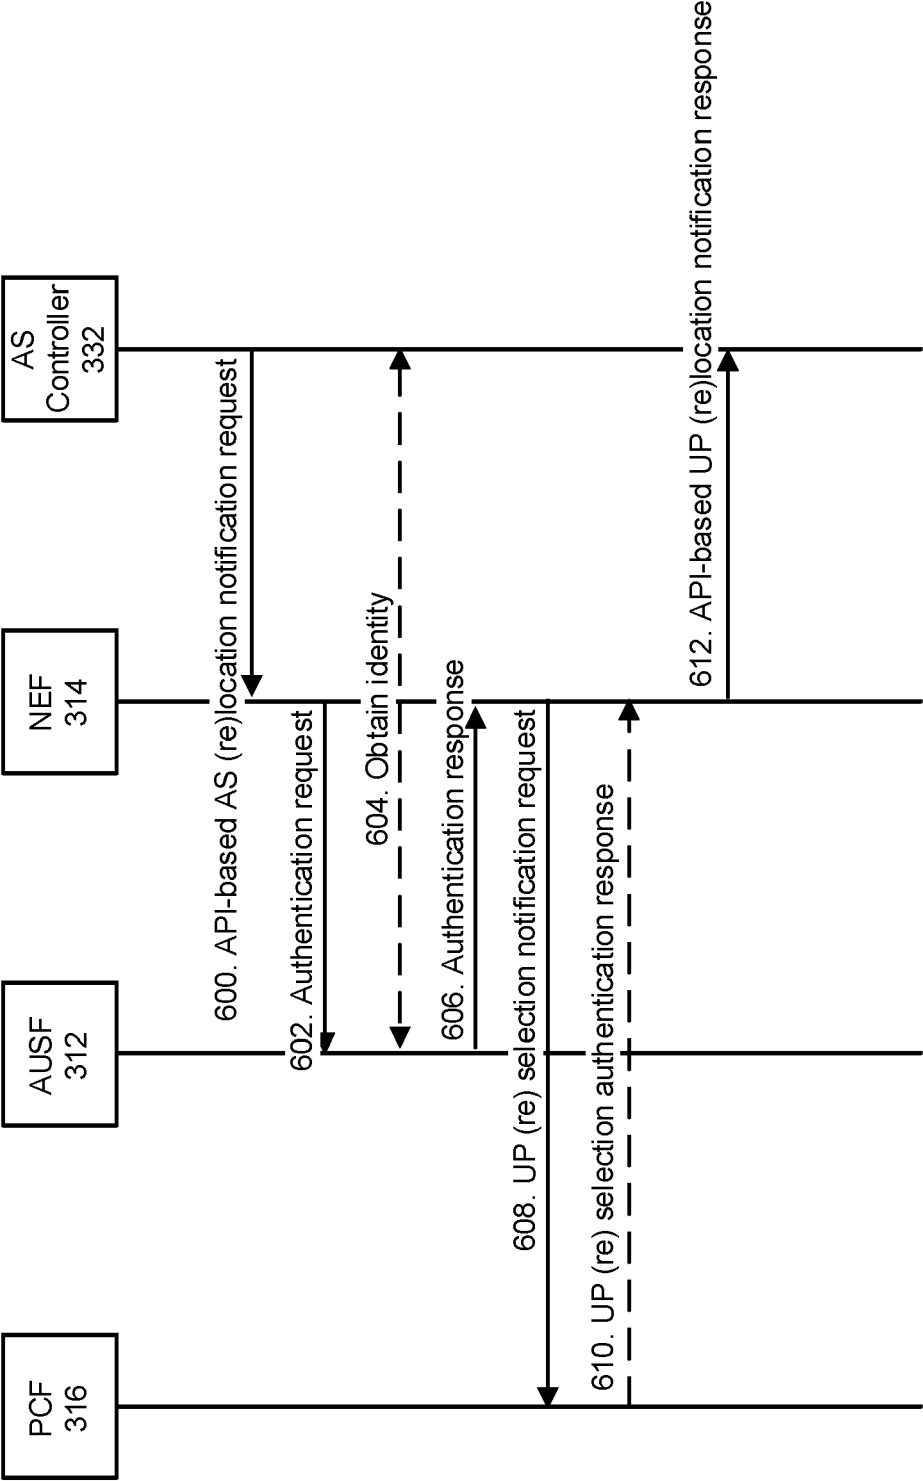 PCF
316
AUSF
312
NEF
314
AS
Controller
332
600. API-based AS (re)location notification request
602. Authentication request
604. Obtain identity
606. Authentication response
608. UP (re) selection notification request
610. UP (re) selection authentication response
612. API-based UP (re)location notification response